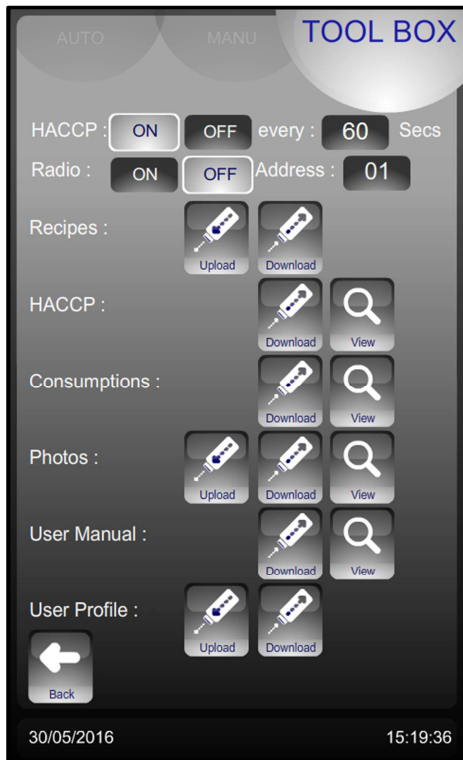 AUTO MANU TOOL BOX
HACCP : ON OFF every : 60 Secs
Radio : ON OFF Address : 01
Recipes :
Upload Download
HACCP :
Download View
Consumptions :
Download View
Photos :
Upload Download View
User Manual :
Download View
User Profile :
Upload Download
Back
30/05/2016 15:19:36